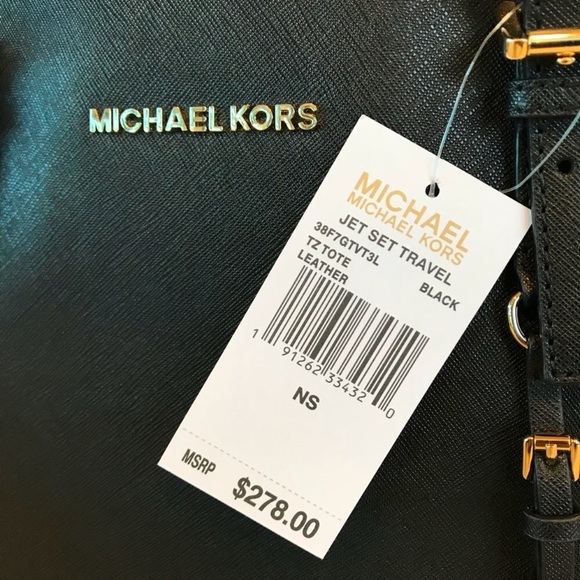 MICHAEL KORS
MICHAEL
MICHAEL KORS
JET SET TRAVEL
38F7GTVT3L
TZ TOTE BLACK
LEATHER
1 91262 33432 0
NS
MSRP $278.00